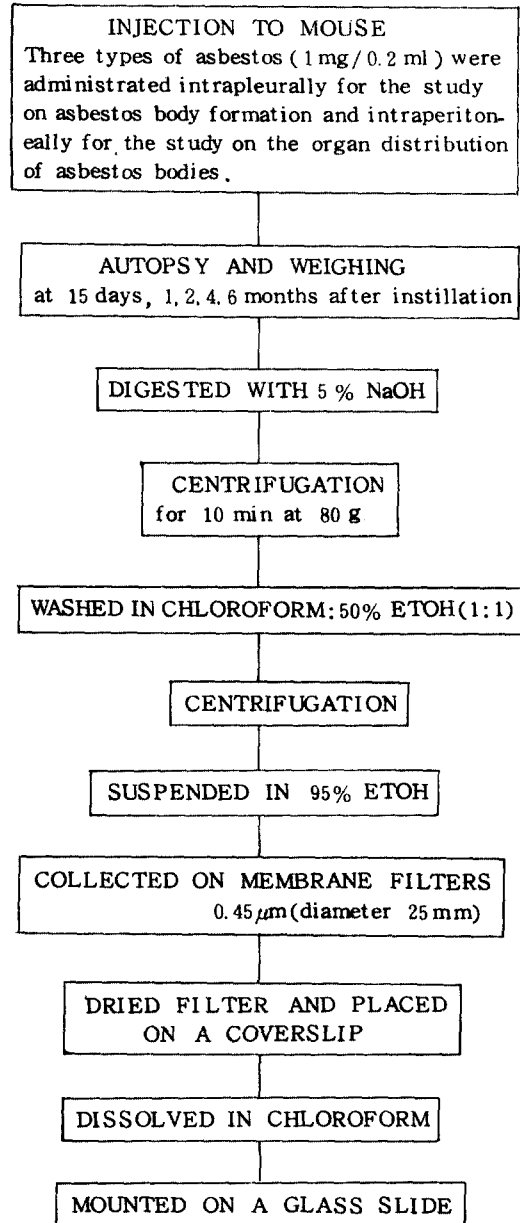 INJECTION TO MOUSE
Three types of asbestos (1 mg/0.2 ml) were
administrated intrapleurally for the study
on asbestos body formation and intraperiton-
eally for the study on the organ distribution
of asbestos bodies.
AUTOPSY AND WEIGHING
at 15 days, 1, 2, 4, 6 months after instillation
DIGESTED WITH 5 % NaOH
CENTRIFUGATION
for 10 min at 80 g
WASHED IN CHLOROFORM: 50% ETOH (1:1)
CENTRIFUGATION
SUSPENDED IN 95% ETOH
COLLECTED ON MEMBRANE FILTERS
0.45 μm (diameter 25 mm)
DRIED FILTER AND PLACED
ON A COVERSLIP
DISSOLVED IN CHLOROFORM
MOUNTED ON A GLASS SLIDE